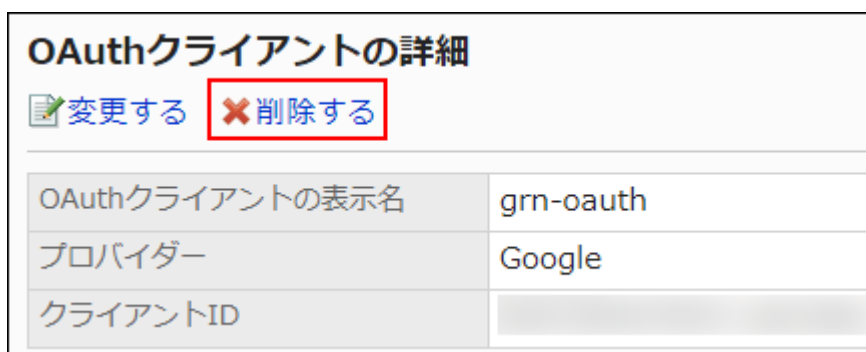 OAuthクライアントの詳細
変更する 削除する
OAuthクライアントの表示名 grn-oauth
プロバイダー Google
クライアントID